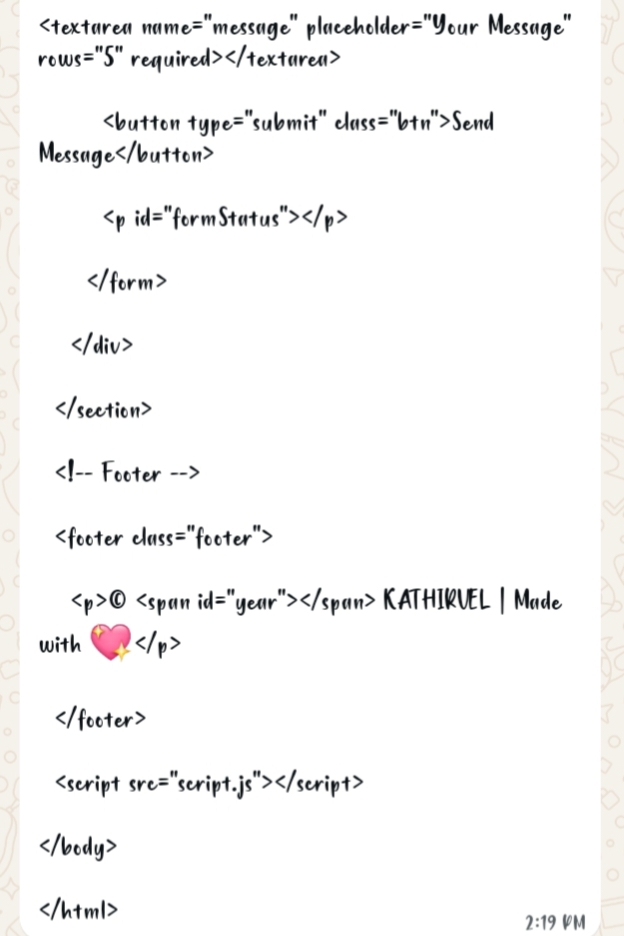 <textarea name="message" placeholder="Your Message"
rows="5" required></textarea>
<button type="submit" class="btn">Send
Message</button>
<p id="formStatus"></p>
</form>
</div>
</section>
<!-- Footer -->
<footer class="footer">
<p>© <span id="year"></span> KATHIRVEL | Made
with 💖</p>
</footer>
<script src="script.js"></script>
</body>
</html>
2:19 PM